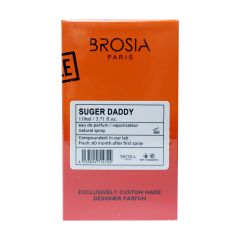 BROSIA
PARIS
SUGER DADDY
110ml / 3.71 fl.oz.
eau de parfum / vaporisateur
natural spray
Compounded: in our lab
Fresh: 60 month after first spray
BROSIA
EXCLUSIVELY CUSTOM MADE
DESIGNER PARFUM